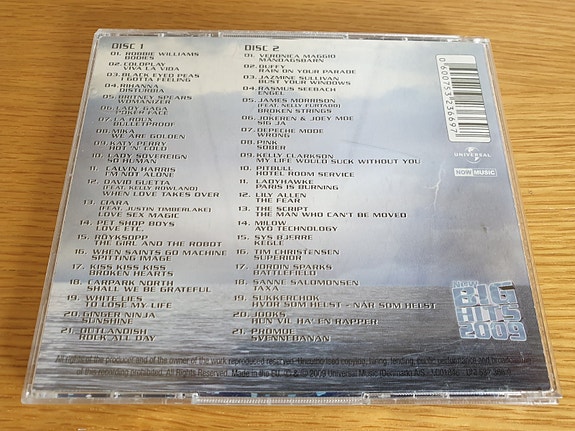 DISC 1
01. ROBBIE WILLIAMS
BODIES
02. COLDPLAY
VIVA LA VIDA
03. BLACK EYED PEAS
I GOTTA FEELING
04. RIHANNA
DISTURBIA
05. BRITNEY SPEARS
WOMANIZER
06. LADY GAGA
POKER FACE
07. LA ROUX
BULLETPROOF
08. MIKA
WE ARE GOLDEN
09. KATY PERRY
HOT 'N' COLD
10. LADY SOVEREIGN
SO HUMAN
11. CALVIN HARRIS
I'M NOT ALONE
12. DAVID GUETTA
(FEAT. KELLY ROWLAND)
WHEN LOVE TAKES OVER
13. CIARA
(FEAT. JUSTIN TIMBERLAKE)
LOVE SEX MAGIC
14. PET SHOP BOYS
LOVE ETC.
15. RÖYKSOPP
THE GIRL AND THE ROBOT
16. WHEN SAINTS GO MACHINE
SPITTING IMAGE
17. KISS KISS KISS
BROKEN HEARTS
18. CARPARK NORTH
SHALL WE BE GRATEFUL
19. WHITE LIES
TO LOSE MY LIFE
20. GINGER NINJA
SUNSHINE
21. OUTLANDISH
ROCK ALL DAY
DISC 2
01. VERONICA MAGGIO
MÅNDAGSBARN
02. DUFFY
RAIN ON YOUR PARADE
03. JAZMINE SULLIVAN
BUST YOUR WINDOWS
04. RASMUS SEEBACH
ENGEL
05. JAMES MORRISON
(FEAT. NELLY FURTADO)
BROKEN STRINGS
06. JOKEREN & JOEY MOE
SIG JA
07. DEPECHE MODE
WRONG
08. P!NK
SOBER
09. KELLY CLARKSON
MY LIFE WOULD SUCK WITHOUT YOU
10. PITBULL
HOTEL ROOM SERVICE
11. LADYHAWKE
PARIS IS BURNING
12. LILY ALLEN
THE FEAR
13. THE SCRIPT
THE MAN WHO CAN'T BE MOVED
14. MILOW
AYO TECHNOLOGY
15. SYS BJERRE
KEGLE
16. TIM CHRISTENSEN
SUPERIOR
17. JORDIN SPARKS
BATTLEFIELD
18. SANNE SALOMONSEN
TAXA
19. SUKKERCHOK
HVOR SOM HELST - NÅR SOM HELST
20. JOOKS
HUN VIL HA' EN RAPPER
21. PROMOE
SVENNEBANAN
0 600753 236697
UNIVERSAL
NOW MUSIC
NOW
BIG
HITS
2009
All rights of the producer and of the owner of the work reproduced reserved.
of this recording prohibited. All Rights Reserved. Made in the EU. 2009 Universal Music (Denmark) A/S.